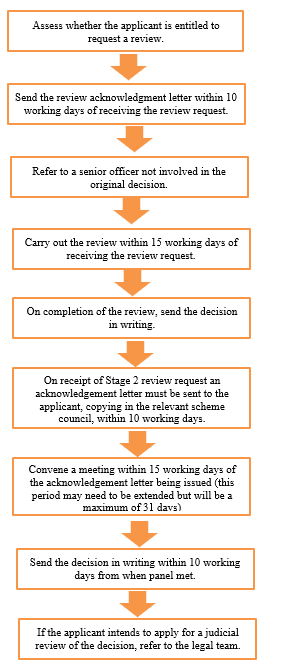 Assess whether the applicant is entitled to
request a review.
Send the review acknowledgment letter within 10
working days of receiving the review request.
Refer to a senior officer not involved in the
original decision.
Carry out the review within 15 working days of
receiving the review request.
On completion of the review, send the decision
in writing.
On receipt of Stage 2 review request an
acknowledgement letter must be sent to the
applicant, copying in the relevant scheme
council, within 10 working days.
Convene a meeting within 15 working days of
the acknowledgement letter being issued (this
period may need to be extended but will be a
maximum of 31 days)
Send the decision in writing within 10 working
days from when panel met.
If the applicant intends to apply for a judicial
review of the decision, refer to the legal team.